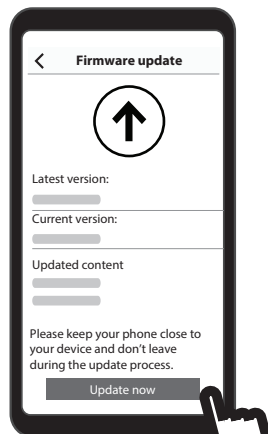 Firmware update
Latest version:
Current version:
Updated content
Please keep your phone close to
your device and don’t leave
during the update process.
Update now